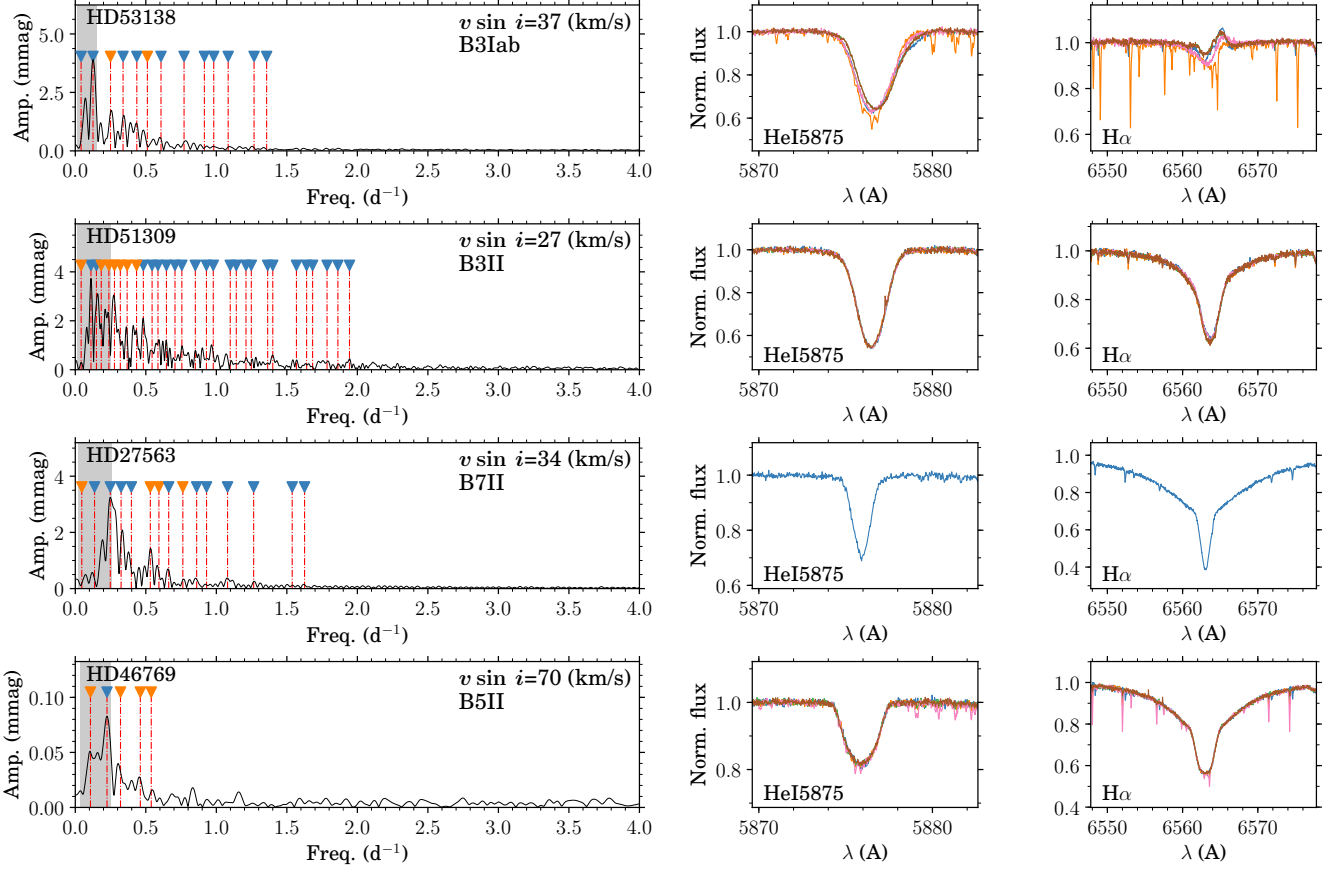 HD53138
v sin i=37 (km/s)
B3Iab
5.0
2.5
0.0
Amp. (mmag)
0.0 0.5 1.0 1.5 2.0 2.5 3.0 3.5 4.0
Freq. (d−1)
1.0
0.8
0.6
Norm. flux
HeI5875
5870 5880
λ (A)
1.0
0.8
0.6
Hα
6550 6560 6570
λ (A)
HD51309
v sin i=27 (km/s)
B3II
4
2
0
Amp. (mmag)
0.0 0.5 1.0 1.5 2.0 2.5 3.0 3.5 4.0
Freq. (d−1)
1.0
0.8
0.6
Norm. flux
HeI5875
5870 5880
λ (A)
1.0
0.8
0.6
Hα
6550 6560 6570
λ (A)
HD27563
v sin i=34 (km/s)
B7II
4
2
0
Amp. (mmag)
0.0 0.5 1.0 1.5 2.0 2.5 3.0 3.5 4.0
Freq. (d−1)
1.0
0.8
0.6
Norm. flux
HeI5875
5870 5880
λ (A)
1.0
0.8
0.6
0.4
Hα
6550 6560 6570
λ (A)
HD46769
v sin i=70 (km/s)
B5II
0.10
0.05
0.00
Amp. (mmag)
0.0 0.5 1.0 1.5 2.0 2.5 3.0 3.5 4.0
Freq. (d−1)
1.0
0.8
Norm. flux
HeI5875
5870 5880
λ (A)
1.0
0.8
0.6
0.4
Hα
6550 6560 6570
λ (A)